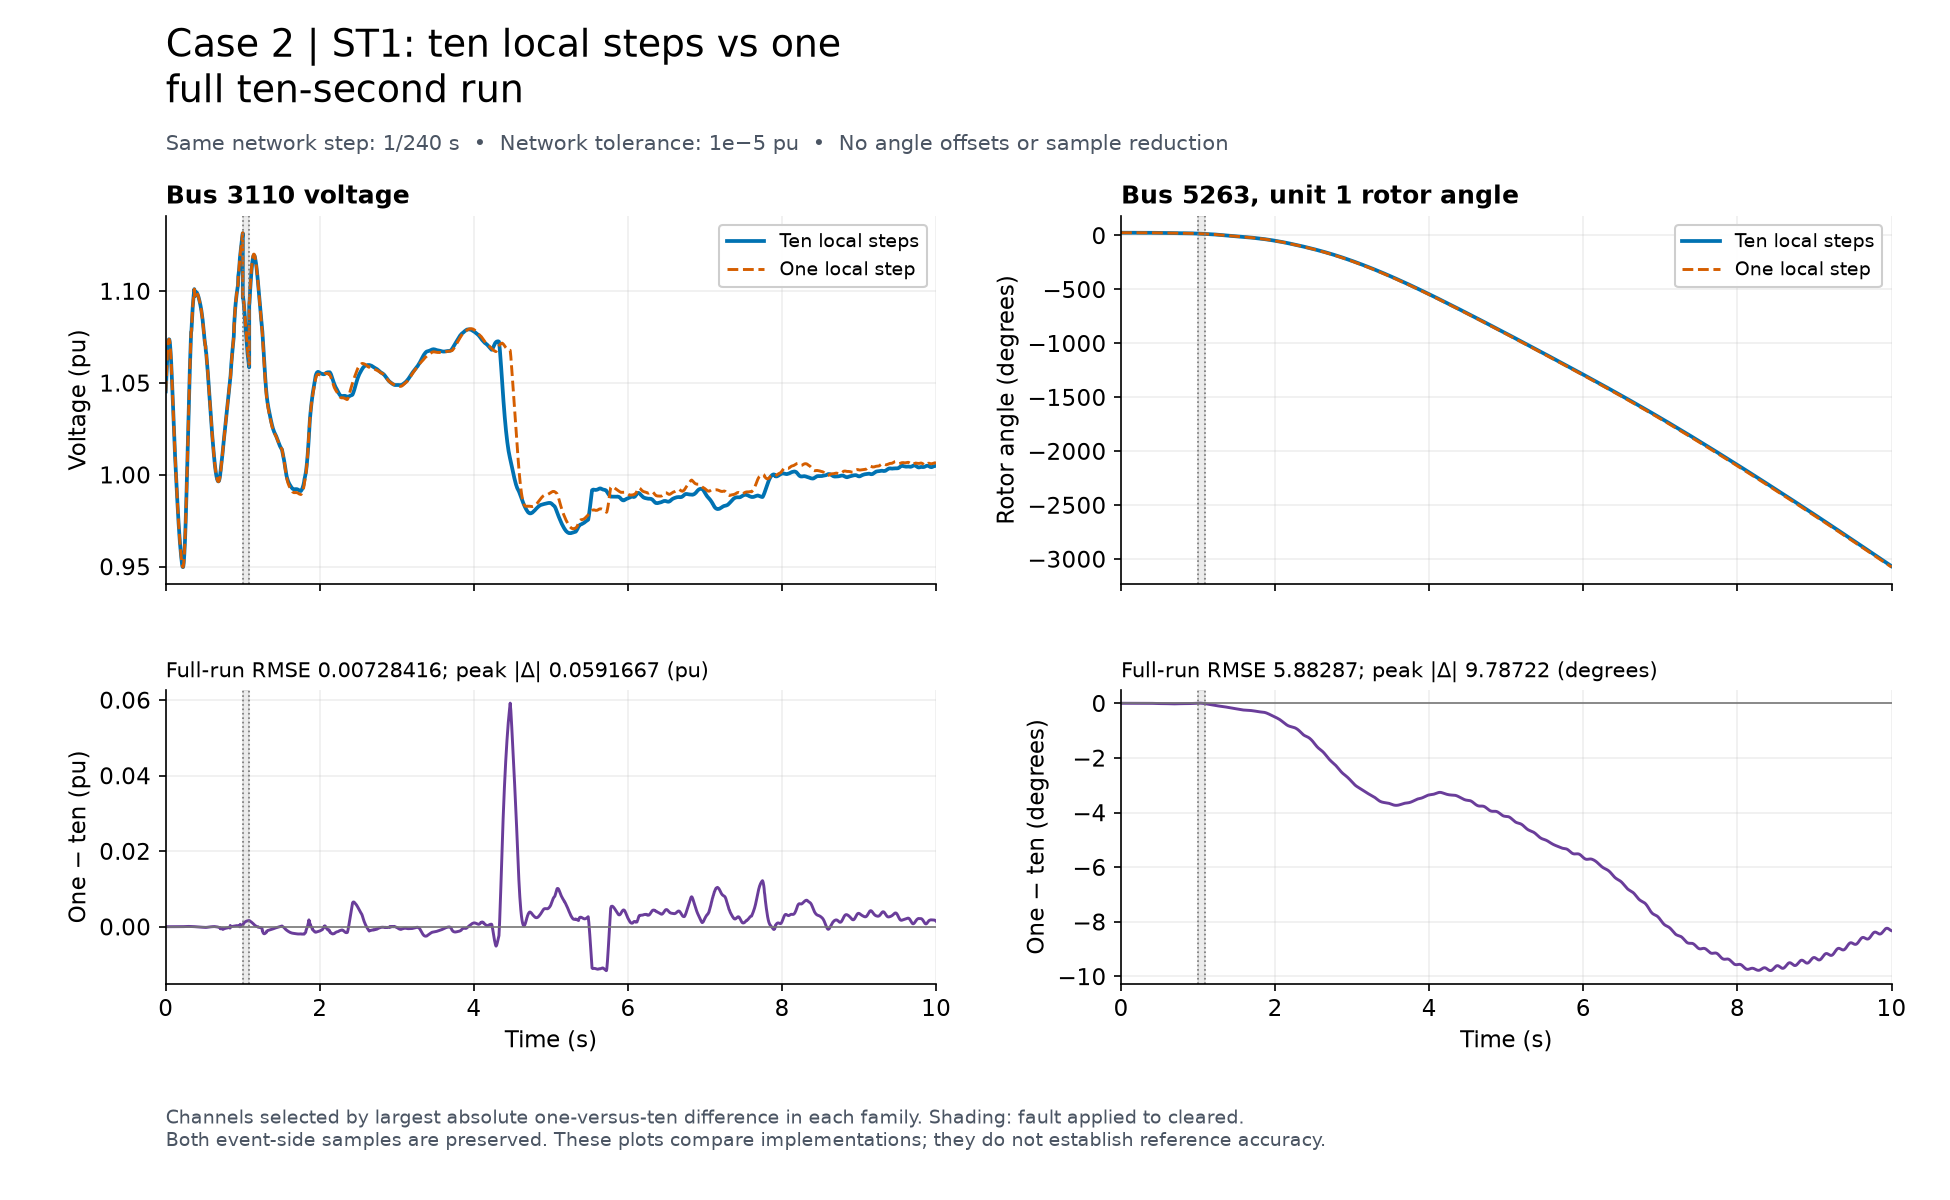 Case 2 | ST1: ten local steps vs one
full ten-second run
Same network step: 1/240 s • Network tolerance: 1e−5 pu • No angle offsets or sample reduction
Bus 3110 voltage
Ten local steps
One local step
Voltage (pu)
1.10
1.05
1.00
0.95
Bus 5263, unit 1 rotor angle
Ten local steps
One local step
Rotor angle (degrees)
0
−500
−1000
−1500
−2000
−2500
−3000
Full-run RMSE 0.00728416; peak |Δ| 0.0591667 (pu)
One − ten (pu)
0.06
0.04
0.02
0.00
0 2 4 6 8 10
Time (s)
Full-run RMSE 5.88287; peak |Δ| 9.78722 (degrees)
One − ten (degrees)
0
−2
−4
−6
−8
−10
0 2 4 6 8 10
Time (s)
Channels selected by largest absolute one-versus-ten difference in each family. Shading: fault applied to cleared.
Both event-side samples are preserved. These plots compare implementations; they do not establish reference accuracy.